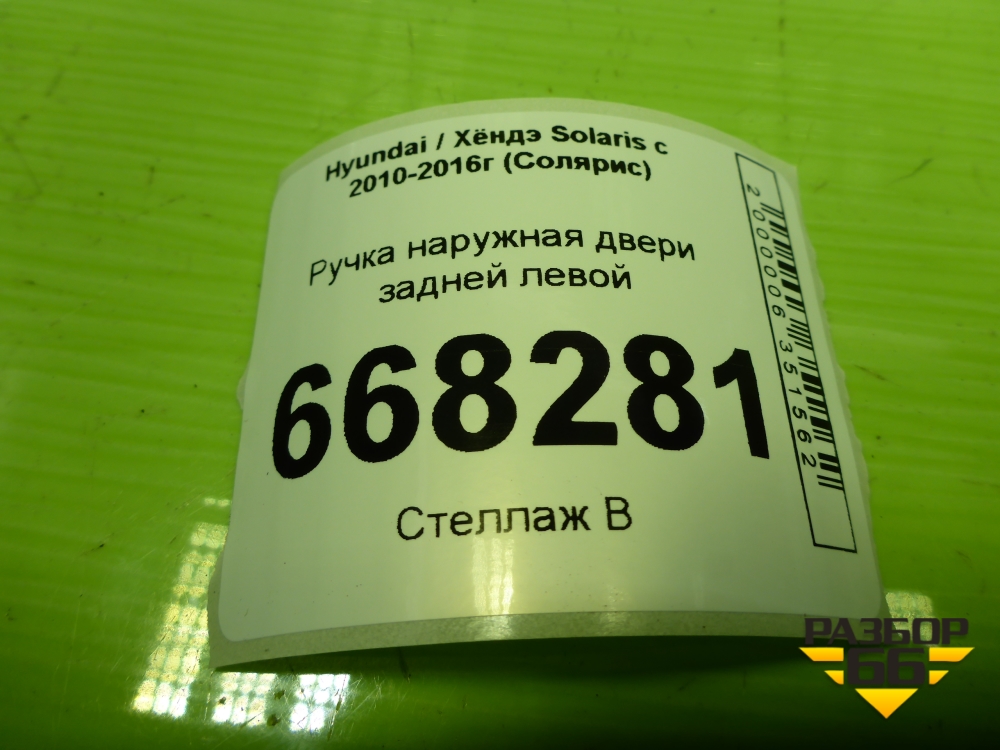 Hyundai / Хёндэ Solaris с
2010-2016г (Солярис)
Ручка наружная двери
задней левой
668281
Стеллаж В
2000006351562
РАЗБОР
66